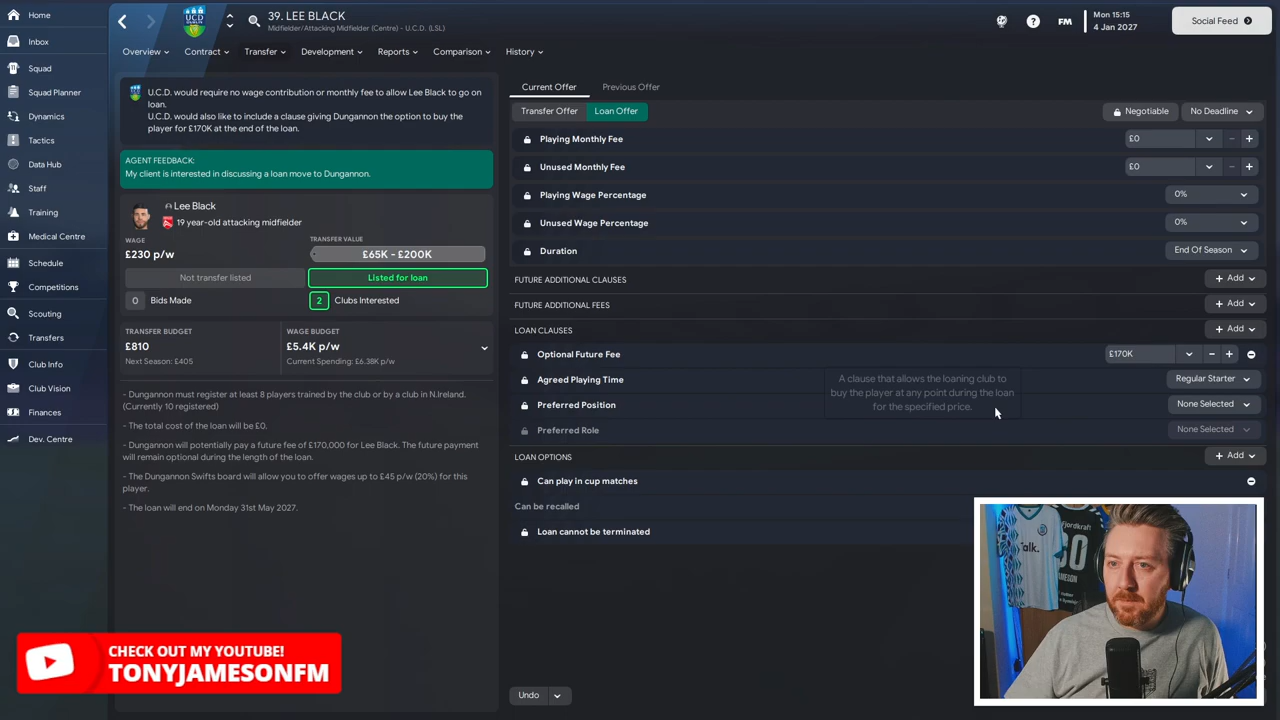 Home
Inbox
Squad
Squad Planner
Dynamics
Tactics
Data Hub
Staff
Training
Medical Centre
Schedule
Competitions
Scouting
Transfers
Club Info
Club Vision
Finances
Dev. Centre
UCD
DUBLIN
39. LEE BLACK
Midfielder/Attacking Midfielder (Centre) - U.C.D. (LSL)
FM
Mon 15:15
4 Jan 2027
Social Feed
Overview
Contract
Transfer
Development
Reports
Comparison
History
U.C.D. would require no wage contribution or monthly fee to allow Lee Black to go on
loan.
U.C.D. would also like to include a clause giving Dungannon the option to buy the
player for £170K at the end of the loan.
AGENT FEEDBACK:
My client is interested in discussing a loan move to Dungannon.
Lee Black
19 year-old attacking midfielder
WAGE
£230 p/w
TRANSFER VALUE
£65K - £200K
Not transfer listed
Listed for loan
0 Bids Made
2 Clubs Interested
TRANSFER BUDGET
£810
Next Season: £405
WAGE BUDGET
£5.4K p/w
Current Spending: £6.38K p/w
- Dungannon must register at least 8 players trained by the club or by a club in N.Ireland.
(Currently 10 registered)
- The total cost of the loan will be £0.
- Dungannon will potentially pay a future fee of £170,000 for Lee Black. The future payment
will remain optional during the length of the loan.
- The Dungannon Swifts board will allow you to offer wages up to £45 p/w (20%) for this
player.
- The loan will end on Monday 31st May 2027.
Current Offer
Previous Offer
Transfer Offer
Loan Offer
Negotiable
No Deadline
Playing Monthly Fee £0
Unused Monthly Fee £0
Playing Wage Percentage 0%
Unused Wage Percentage 0%
Duration End Of Season
FUTURE ADDITIONAL CLAUSES + Add
FUTURE ADDITIONAL FEES + Add
LOAN CLAUSES + Add
Optional Future Fee £170K
Agreed Playing Time Regular Starter
Preferred Position None Selected
Preferred Role None Selected
A clause that allows the loaning club to
buy the player at any point during the loan
for the specified price.
LOAN OPTIONS + Add
Can play in cup matches
Can be recalled
Loan cannot be terminated
Undo
Talk.
fjordkraft
30
JAMESON
CHECK OUT MY YOUTUBE!
TONYJAMESONFM